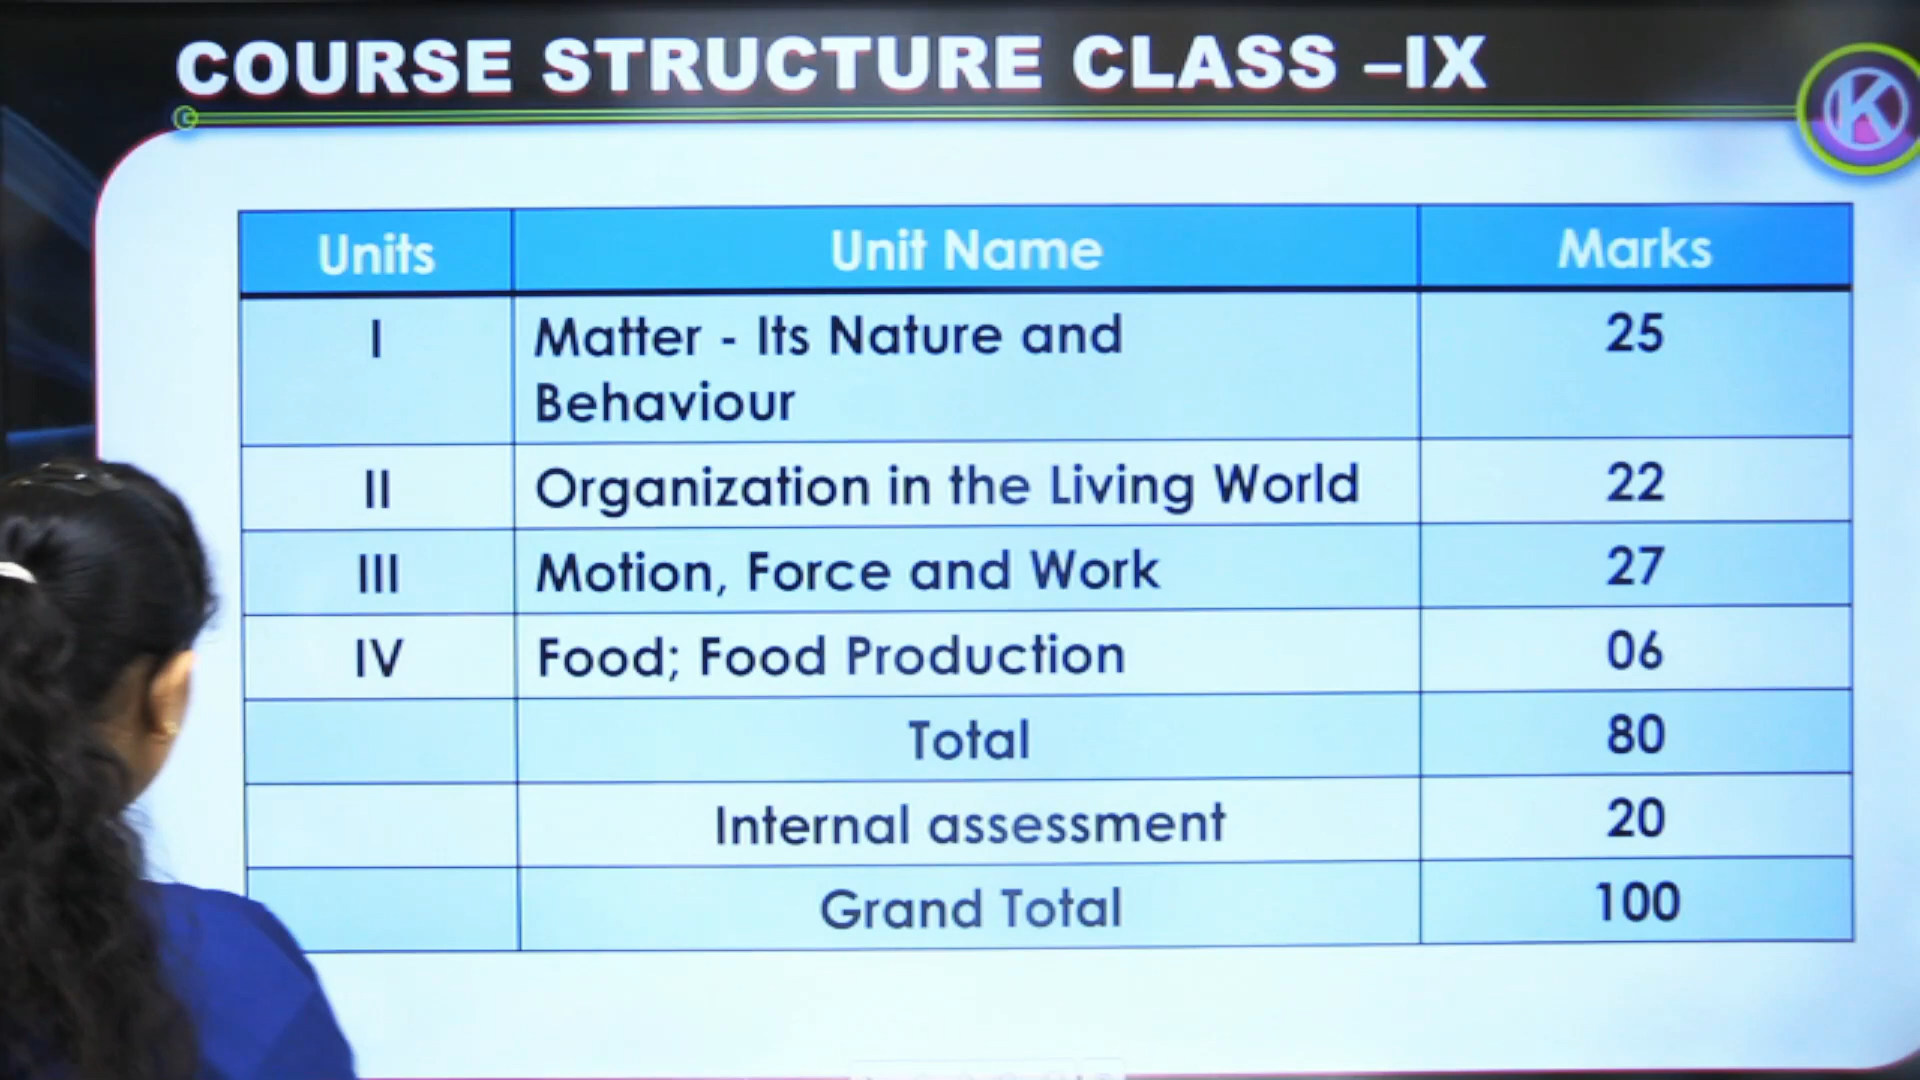 COURSE STRUCTURE CLASS –IX
K
Units Unit Name Marks
I Matter - Its Nature and 25
Behaviour
II Organization in the Living World 22
III Motion, Force and Work 27
IV Food; Food Production 06
Total 80
Internal assessment 20
Grand Total 100